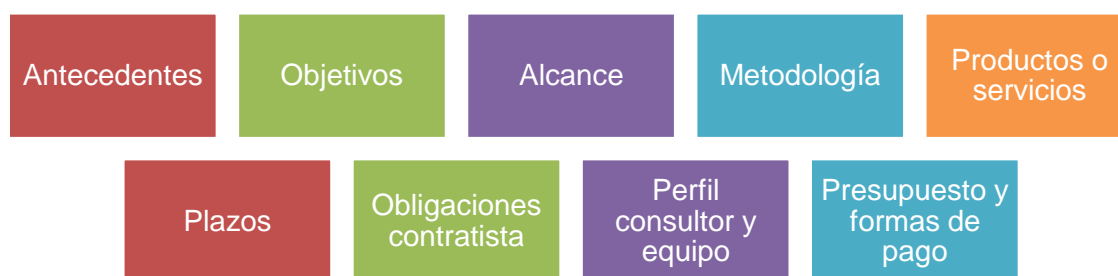 Antecedentes
Objetivos
Alcance
Metodología
Productos o
servicios
Plazos
Obligaciones
contratista
Perfil
consultor y
equipo
Presupuesto y
formas de
pago